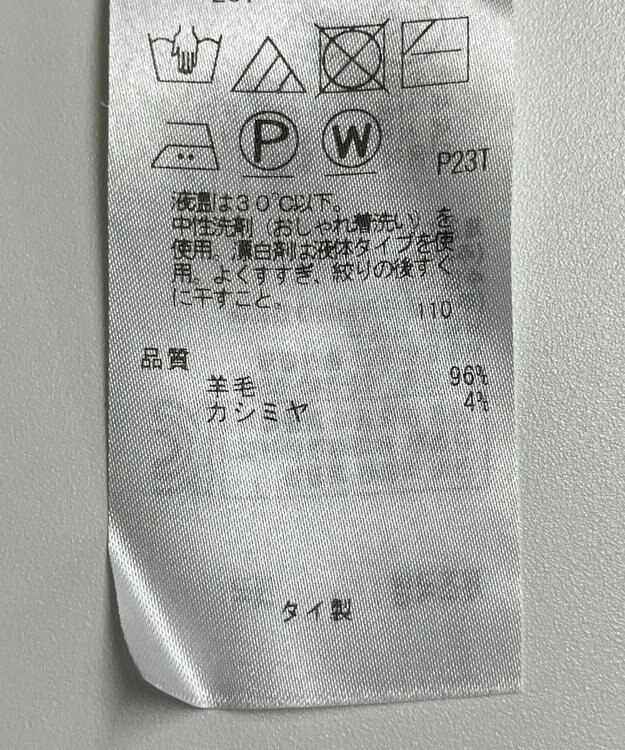 P W
P23T
液温は30℃以下。
中性洗剤（おしゃれ着洗い）を
使用。漂白剤は液体タイプを使
用。よくすすぎ、絞りの後すぐ
に干すこと。
110
品質
羊毛 96%
カシミヤ 4%
タイ製